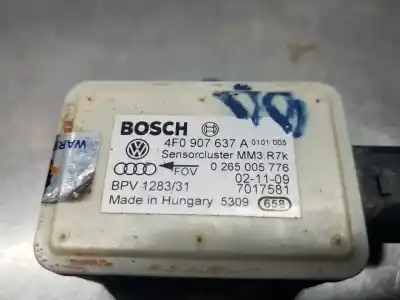 BOSCH 4F0 907 637 A 0101 005
Sensorcluster MM3 R7k
FOV 0 265 005 776
BPV 1283/31 02-11-09
7017581
Made in Hungary 5309 658
WAR